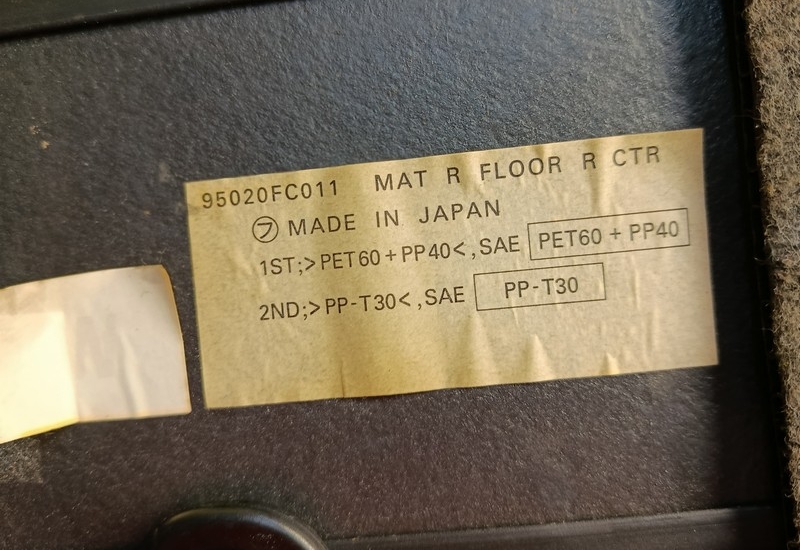 95020FC011 MAT R FLOOR R CTR
㋫ MADE IN JAPAN
1ST;>PET60+PP40<,SAE PET60+PP40
2ND;>PP-T30<,SAE PP-T30